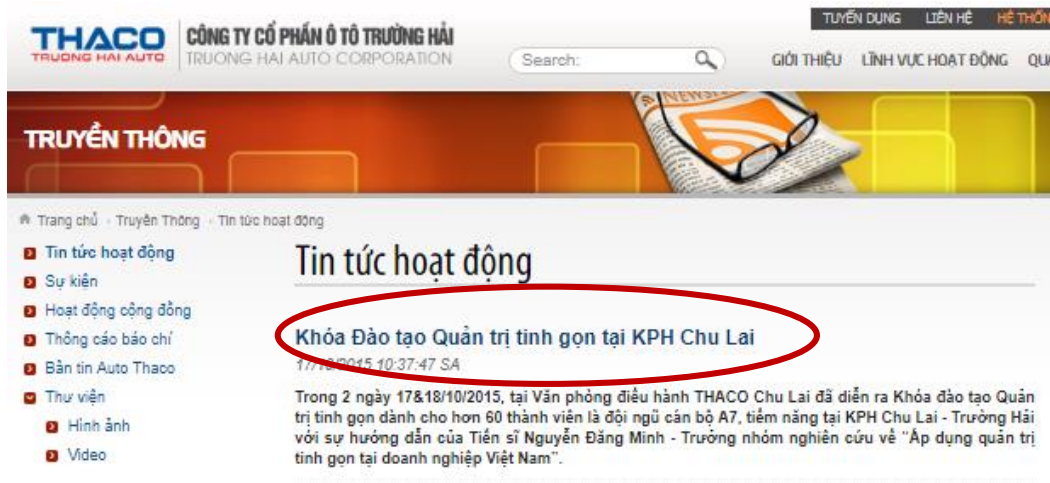 TUYỂN DỤNG LIÊN HỆ HỆ THỐN
THACO
TRUONG HAI AUTO
CÔNG TY CỔ PHẦN Ô TÔ TRƯỜNG HẢI
TRUONG HAI AUTO CORPORATION
Search:
GIỚI THIỆU LĨNH VỰC HOẠT ĐỘNG QUA
NEWS
TRUYỀN THÔNG
Trang chủ Truyền Thông Tin tức hoạt động
Tin tức hoạt động
Sự kiện
Hoạt động cộng đồng
Thông cáo báo chí
Bản tin Auto Thaco
Thư viện
Hình ảnh
Video
Tin tức hoạt động
Khóa Đào tạo Quản trị tinh gọn tại KPH Chu Lai
17/10/2015 10:37:47 SA
Trong 2 ngày 17&18/10/2015, tại Văn phòng điều hành THACO Chu Lai đã diễn ra Khóa đào tạo Quản
trị tinh gọn dành cho hơn 60 thành viên là đội ngũ cán bộ A7, tiềm năng tại KPH Chu Lai - Trường Hải
với sự hướng dẫn của Tiến sĩ Nguyễn Đăng Minh - Trưởng nhóm nghiên cứu về "Áp dụng quản trị
tinh gọn tại doanh nghiệp Việt Nam".